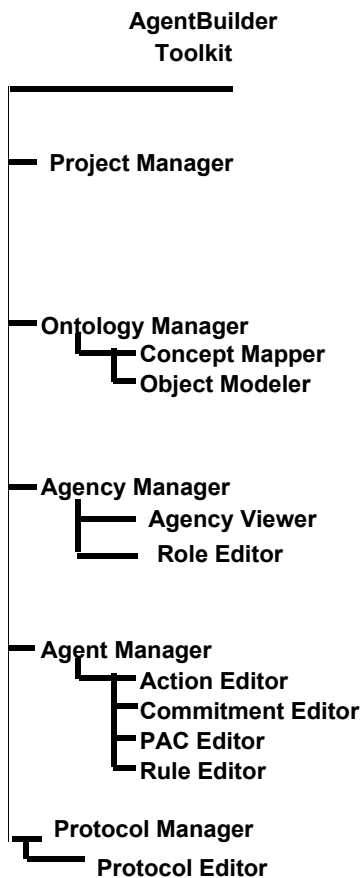 AgentBuilder
Toolkit
Project Manager
Ontology Manager
Concept Mapper
Object Modeler
Agency Manager
Agency Viewer
Role Editor
Agent Manager
Action Editor
Commitment Editor
PAC Editor
Rule Editor
Protocol Manager
Protocol Editor